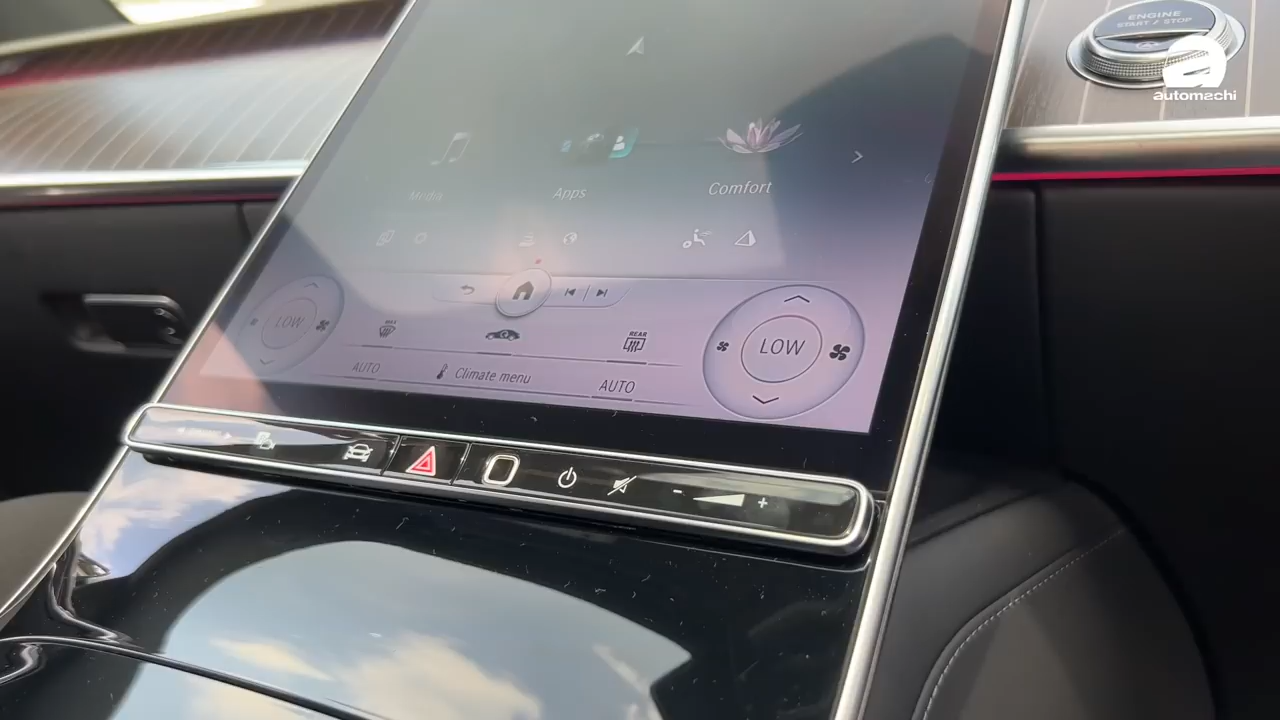 ENGINE
START / STOP
automachi
Media
Apps
Comfort
LOW
MAX
REAR
LOW
AUTO
Climate menu
AUTO